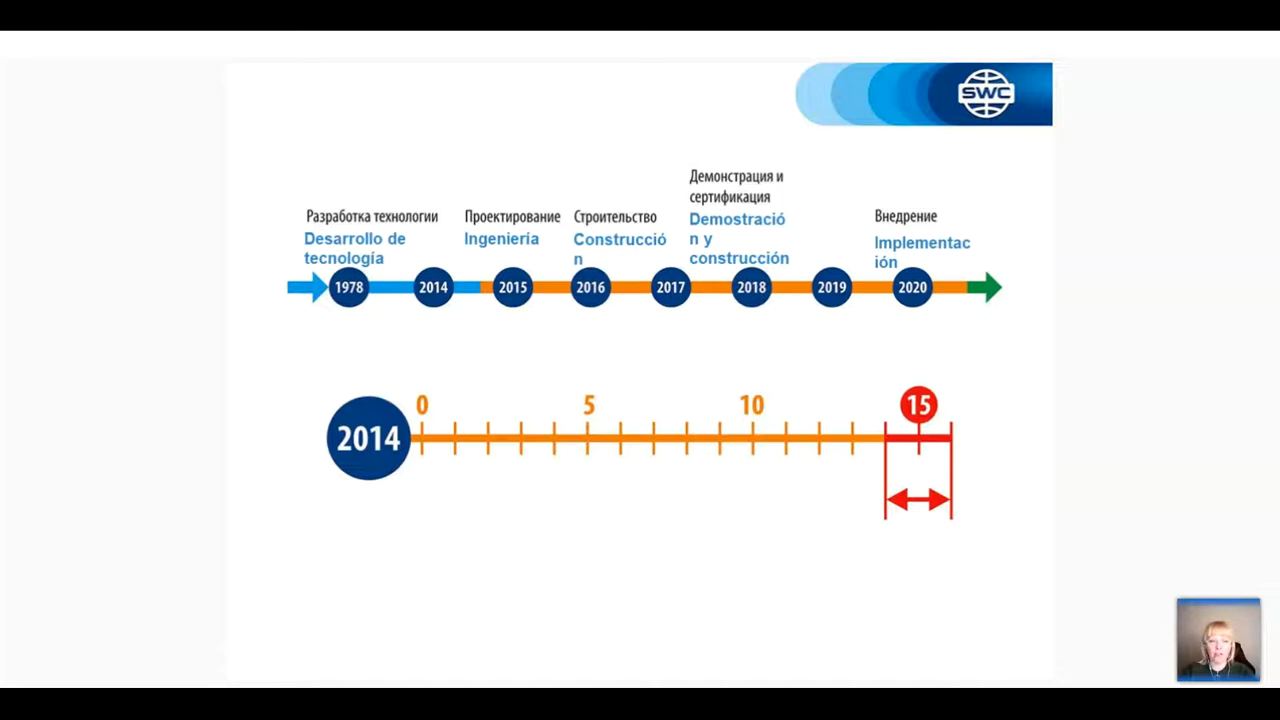 SWC
Демонстрация и
сертификация
Demostració
n y
construcción
Разработка технологии
Desarrollo de
tecnología
Проектирование
Ingeniería
Строительство
Construcció
n
Внедрение
Implementac
ión
1978 2014 2015 2016 2017 2018 2019 2020
0 5 10 15
2014